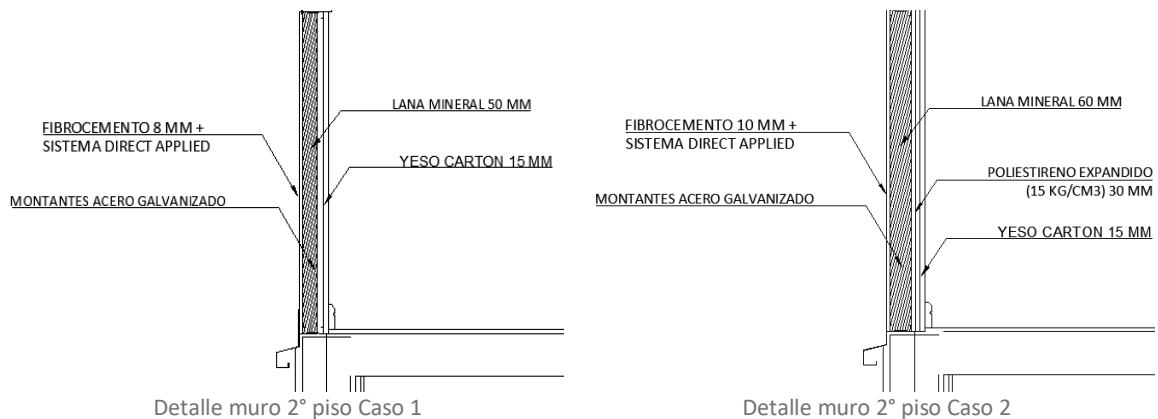 LANA MINERAL 50 MM
FIBROCEMENTO 8 MM +
SISTEMA DIRECT APPLIED
YESO CARTON 15 MM
MONTANTES ACERO GALVANIZADO
Detalle muro 2° piso Caso 1
LANA MINERAL 60 MM
FIBROCEMENTO 10 MM +
SISTEMA DIRECT APPLIED
POLIESTIRENO EXPANDIDO
(15 KG/CM3) 30 MM
MONTANTES ACERO GALVANIZADO
YESO CARTON 15 MM
Detalle muro 2° piso Caso 2